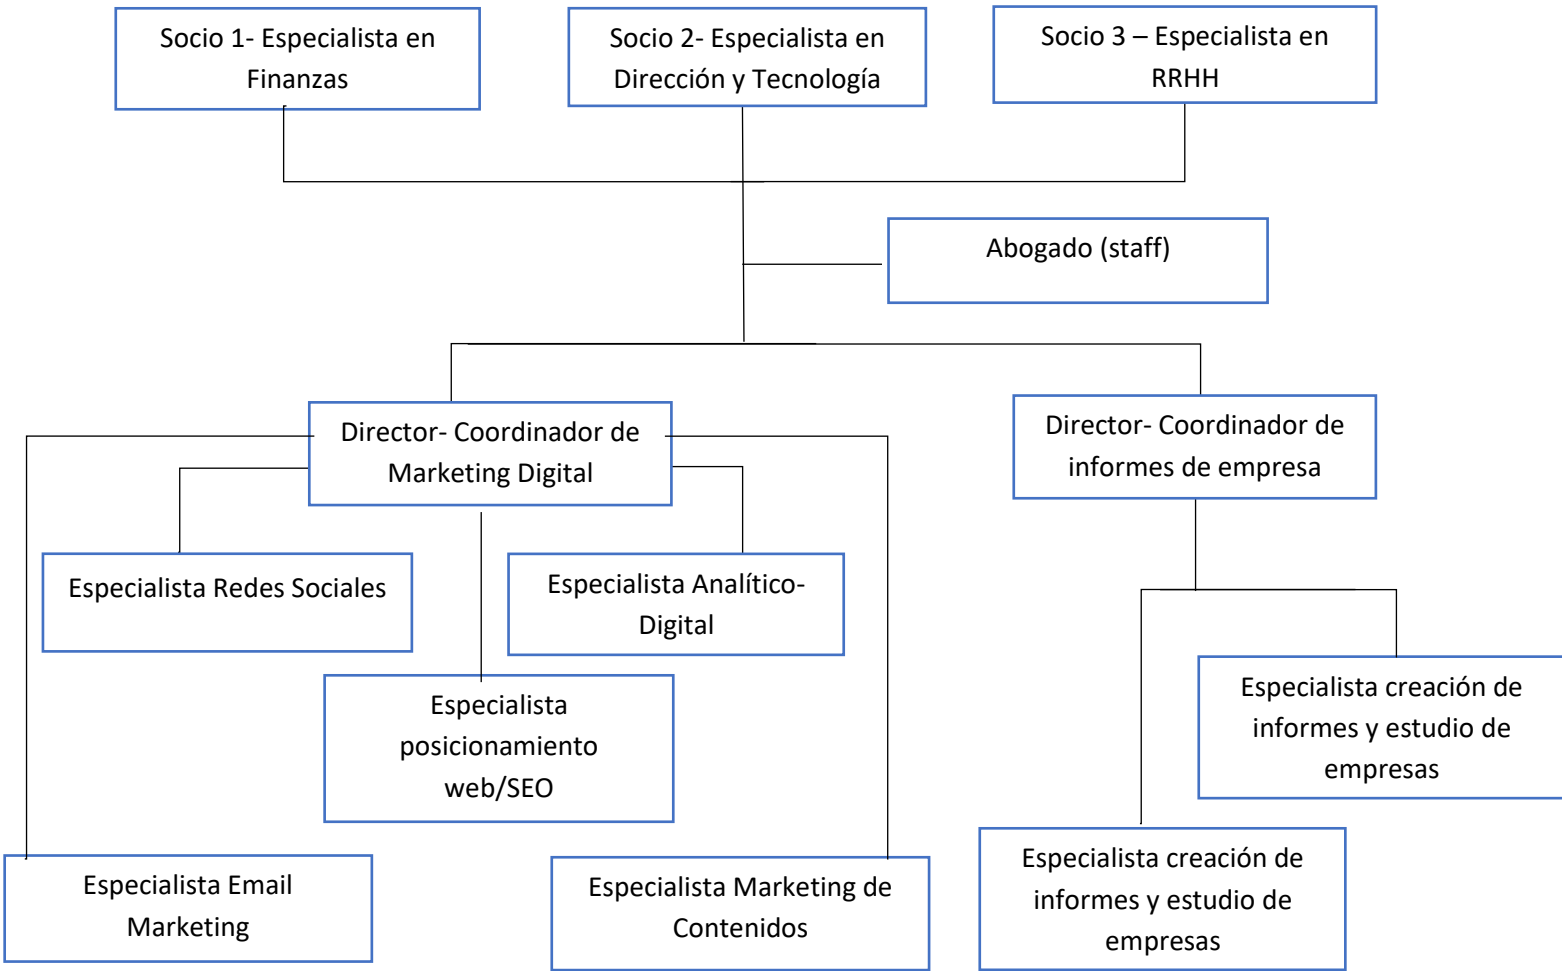 Socio 1- Especialista en
Finanzas
Socio 2- Especialista en
Dirección y Tecnología
Socio 3 – Especialista en
RRHH
Abogado (staff)
Director- Coordinador de
Marketing Digital
Director- Coordinador de
informes de empresa
Especialista Redes Sociales
Especialista Analítico-
Digital
Especialista
posicionamiento
web/SEO
Especialista creación de
informes y estudio de
empresas
Especialista Email
Marketing
Especialista Marketing de
Contenidos
Especialista creación de
informes y estudio de
empresas